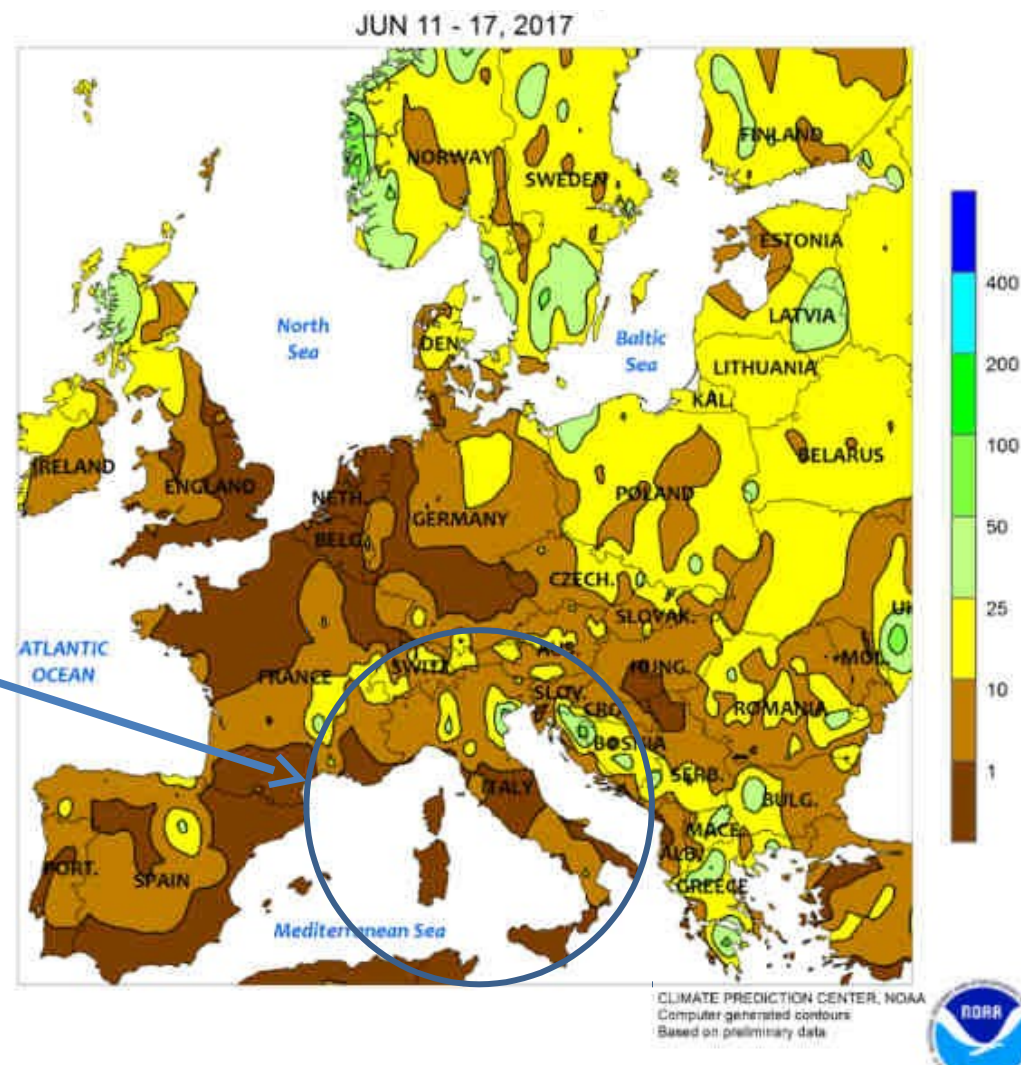 JUN 11 - 17, 2017
FINLAND
NORWAY
SWEDEN
ESTONIA
North
Sea
LATVIA
400
DEN.
Baltic
Sea
LITHUANIA
200
KAL.
IRELAND
ENGLAND
BELARUS
100
NETH.
POLAND
GERMANY
BELG.
50
CZECH.
SLOVAK.
25
ATLANTIC
OCEAN
AUS.
SWITZ.
HUNG.
MOL.
FRANCE
SLOV.
CRO.
ROMANIA
10
BOSNIA
SERB.
1
ITALY
BULG.
MACE.
ALB.
PORT.
SPAIN
GREECE
Mediterranean Sea
CLIMATE PREDICTION CENTER, NOAA
Computer generated contours
Based on preliminary data
NOAA